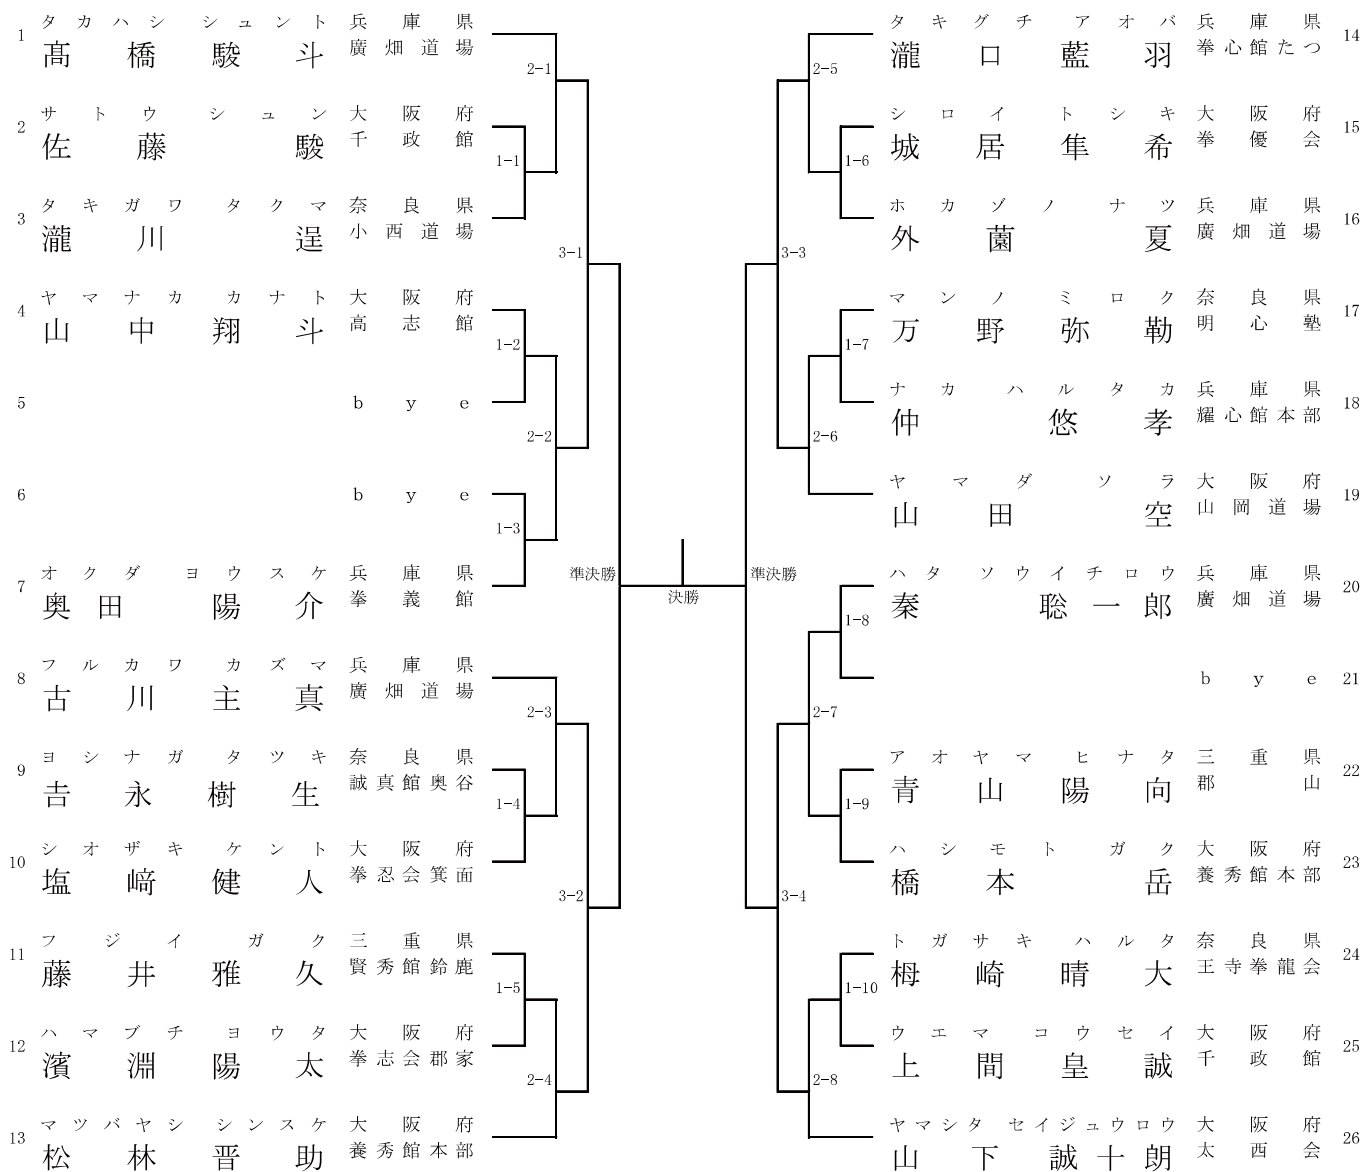 タカハシ シュント 兵庫県
1 髙橋駿斗 廣畑道場
サトウ シュン 大阪府
2 佐藤 駿 千政館
タキガワ タクマ 奈良県
3 瀧川 逞 小西道場
ヤマナカ カナト 大阪府
4 山中翔斗 高志館
5 bye
6 bye
オクダ ヨウスケ 兵庫県
7 奥田 陽介 拳義館
フルカワ カズマ 兵庫県
8 古川主真 廣畑道場
ヨシナガ タツキ 奈良県
9 𠮷永樹生 誠真館奥谷
シオザキ ケント 大阪府
10 塩﨑健人 拳忍会箕面
フジイ ガク 三重県
11 藤井雅久 賢秀館鈴鹿
ハマブチ ヨウタ 大阪府
12 濱淵陽太 拳志会郡家
マツバヤシ シンスケ 大阪府
13 松林晋助 養秀館本部
2-1
1-1
3-1
1-2
2-2
1-3
準決勝
2-3
1-4
3-2
1-5
2-4
決勝
タキグチ アオバ 兵庫県
瀧口藍羽 拳心館たつ 14
シロイ トシキ 大阪府
城居隼希 拳優会 15
ホカゾノ ナツ 兵庫県
外薗 夏 廣畑道場 16
マンノ ミロク 奈良県
万野弥勒 明心塾 17
ナカ ハルタカ 兵庫県
仲 悠孝 耀心館本部 18
ヤマダ ソラ 大阪府
山田 空 山岡道場 19
ハタ ソウイチロウ 兵庫県
秦 聡一郎 廣畑道場 20
bye 21
アオヤマ ヒナタ 三重県
青山陽向 郡山 22
ハシモト ガク 大阪府
橋本 岳 養秀館本部 23
トガサキ ハルタ 奈良県
栂崎晴大 王寺拳龍会 24
ウエマ コウセイ 大阪府
上間皇誠 千政館 25
ヤマシタ セイジュウロウ 大阪府
山下誠十朗 太西会 26
2-5
1-6
3-3
1-7
2-6
準決勝
1-8
2-7
1-9
3-4
1-10
2-8